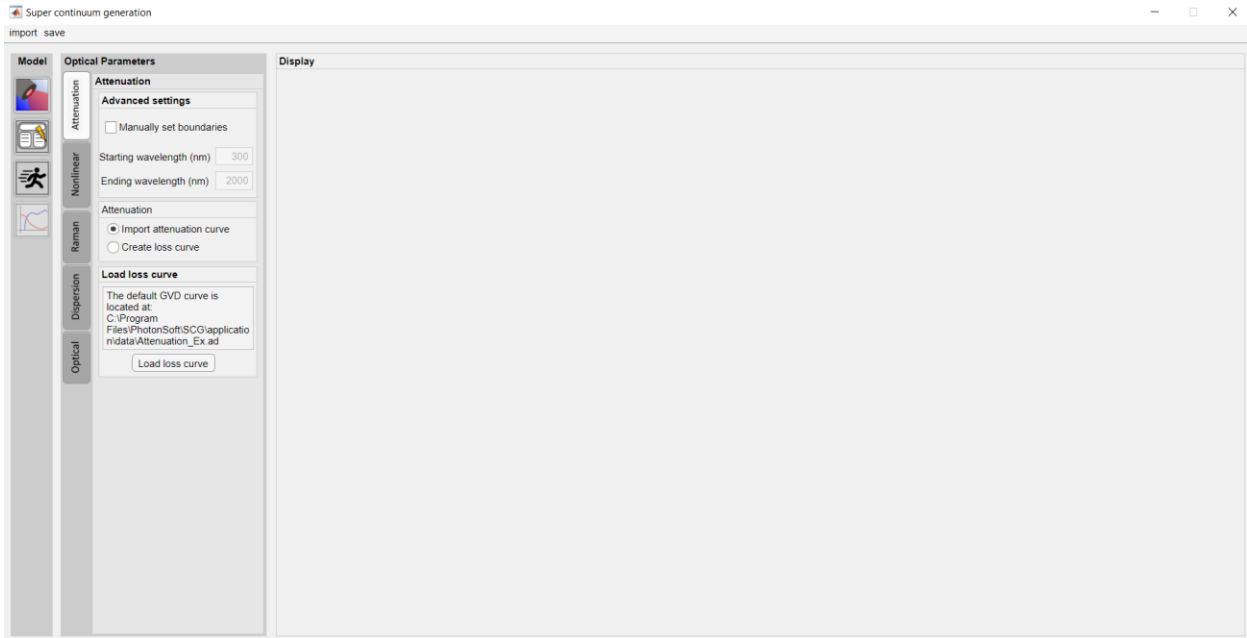 Super continuum generation
import save
Model
Optical Parameters
Display
Attenuation
Nonlinear
Raman
Dispersion
Optical
Attenuation
Advanced settings
Manually set boundaries
Starting wavelength (nm) 300
Ending wavelength (nm) 2000
Attenuation
Import attenuation curve
Create loss curve
Load loss curve
The default GVD curve is
located at:
C:\Program
Files\PhotonSoft\SCG\applicatio
n\data\Attenuation_Ex.ad
Load loss curve